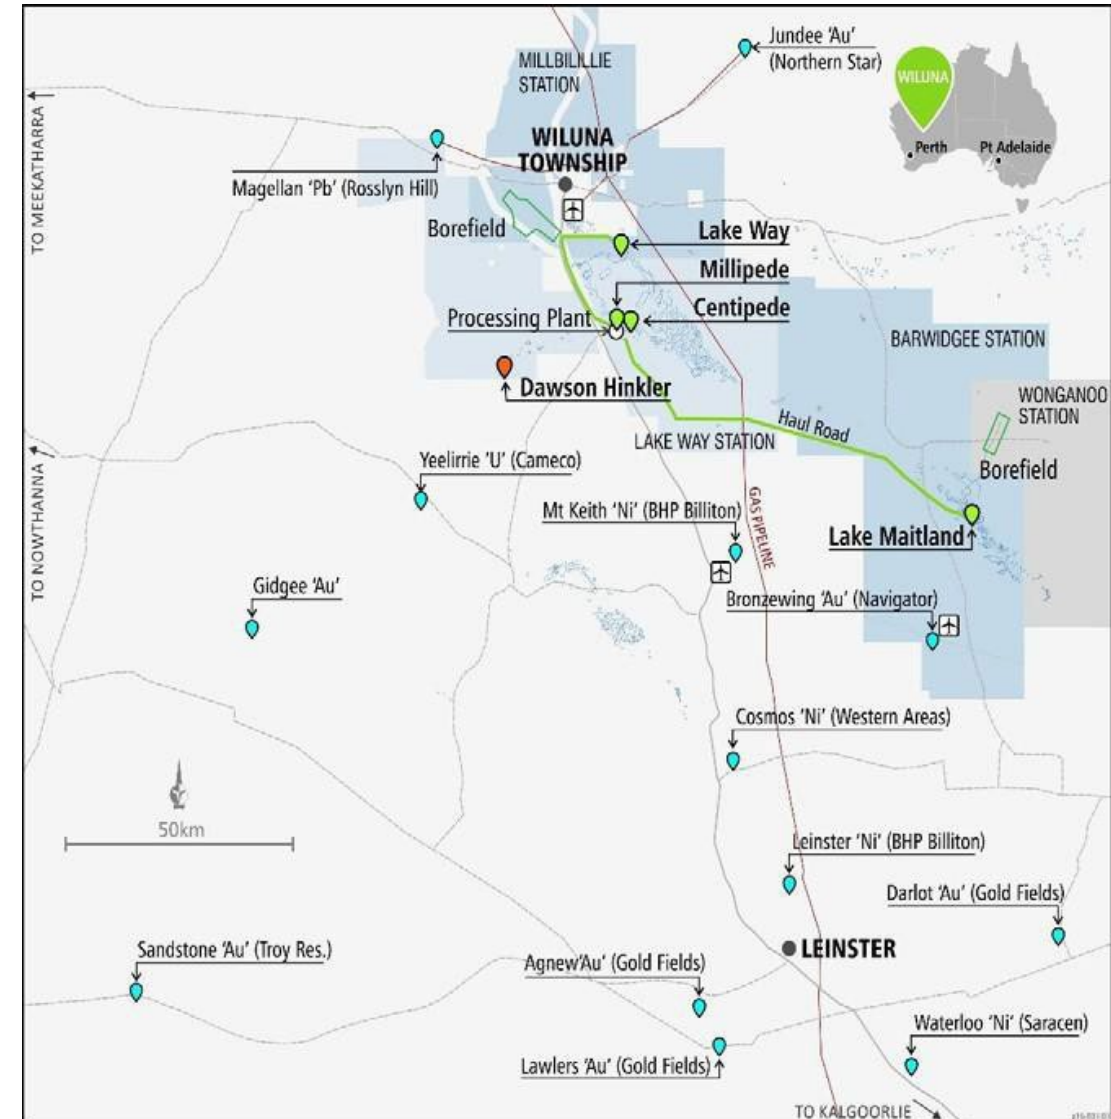 Jundee 'Au'
(Northern Star)
MILLBILILLIE
STATION
WILUNA
Perth
Pt Adelaide
TO MEEKATHARRA
WILUNA
TOWNSHIP
Magellan 'Pb' (Rosslyn Hill)
Borefield
Lake Way
Millipede
Centipede
Processing Plant
BARWIDGEE STATION
Dawson Hinkler
WONGANOO
STATION
Haul Road
LAKE WAY STATION
Borefield
TO NOWTHANNA
Yeelirrie 'U' (Cameco)
GAS PIPELINE
Mt Keith 'Ni' (BHP Billiton)
Lake Maitland
Gidgee 'Au'
Bronzewing 'Au' (Navigator)
Cosmos 'Ni' (Western Areas)
50km
Leinster 'Ni' (BHP Billiton)
Darlot 'Au' (Gold Fields)
Sandstone 'Au' (Troy Res.)
LEINSTER
Agnew'Au' (Gold Fields)
Waterloo 'Ni' (Saracen)
Lawlers 'Au' (Gold Fields)
TO KALGOORLIE